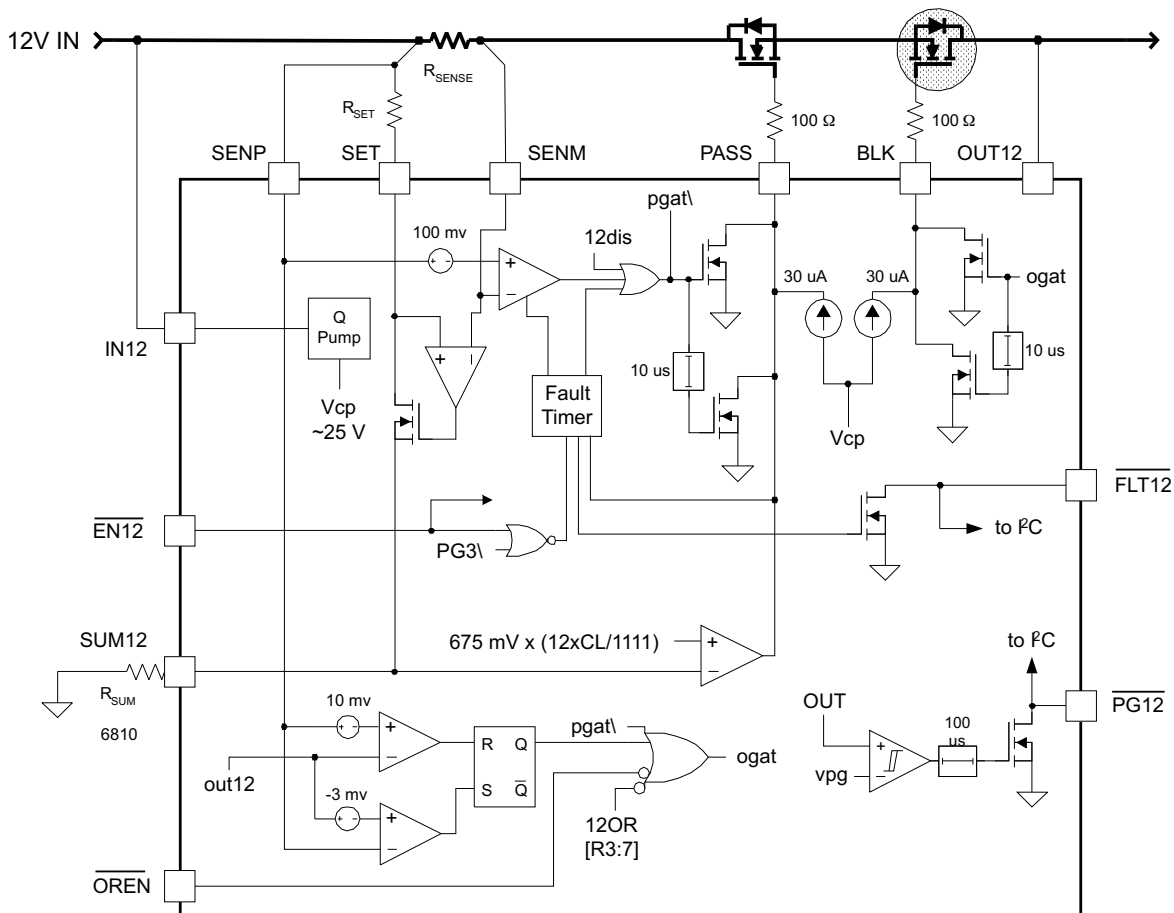 12V IN
RSENSE
RSET
100 Ω
100 Ω
SENP
SET
SENM
PASS
BLK
OUT12
pgat\
100 mv
12dis
+
−
30 uA
30 uA
ogat
Q
Pump
IN12
+
−
10 us
10 us
Fault
Timer
Vcp
~25 V
Vcp
FLT12
EN12
to I²C
PG3\
SUM12
675 mV x (12xCL/1111)
+
−
to I²C
RSUM
6810
10 mv
+
−
pgat\
OUT
PG12
R Q
100
us
+
−
out12
ogat
vpg
-3 mv
S Q
+
−
12OR
[R3:7]
OREN